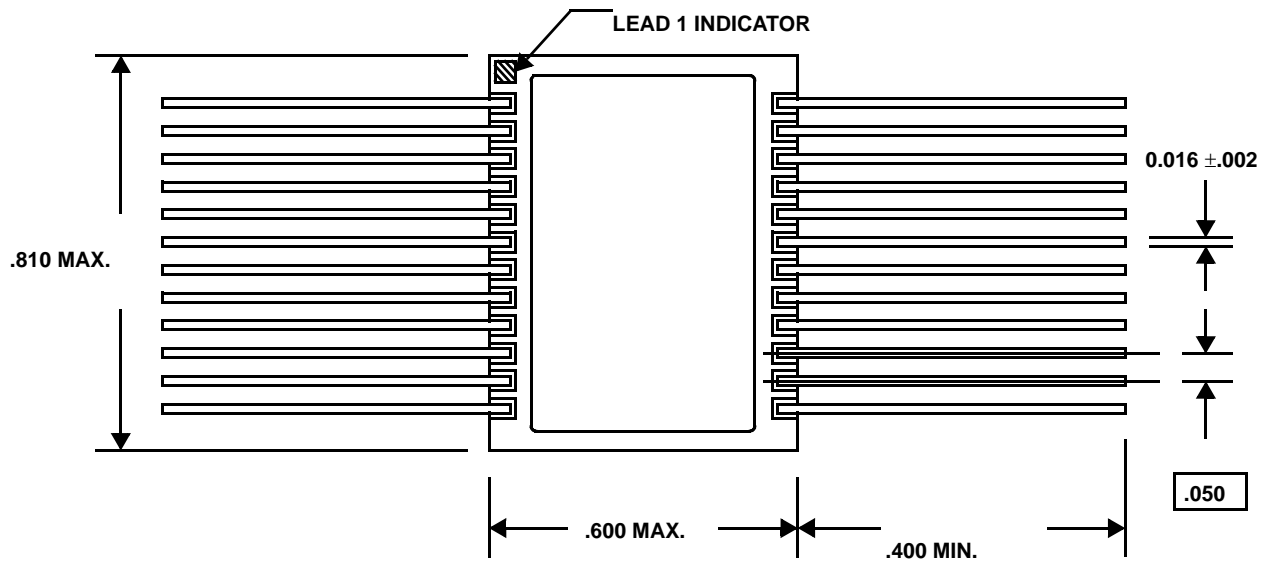 LEAD 1 INDICATOR
0.016 ±.002
.810 MAX.
.050
.600 MAX.
.400 MIN.